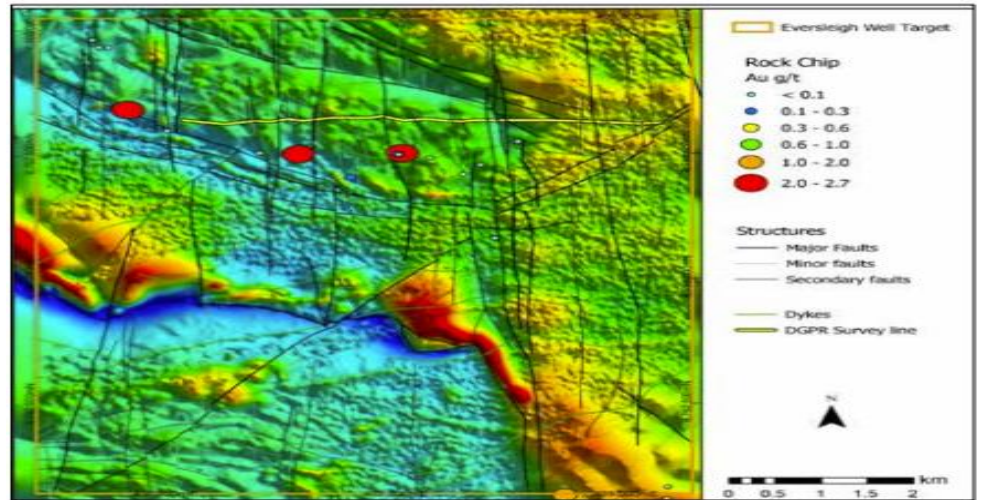 Eversleigh Well Target
Rock Chip
Au g/t
< 0.1
0.1 - 0.3
0.3 - 0.6
0.6 - 1.0
1.0 - 2.0
2.0 - 2.7
Structures
Major Faults
Minor faults
Secondary faults
Dykes
DGPR Survey line
N
km
0 0.5 1 1.5 2